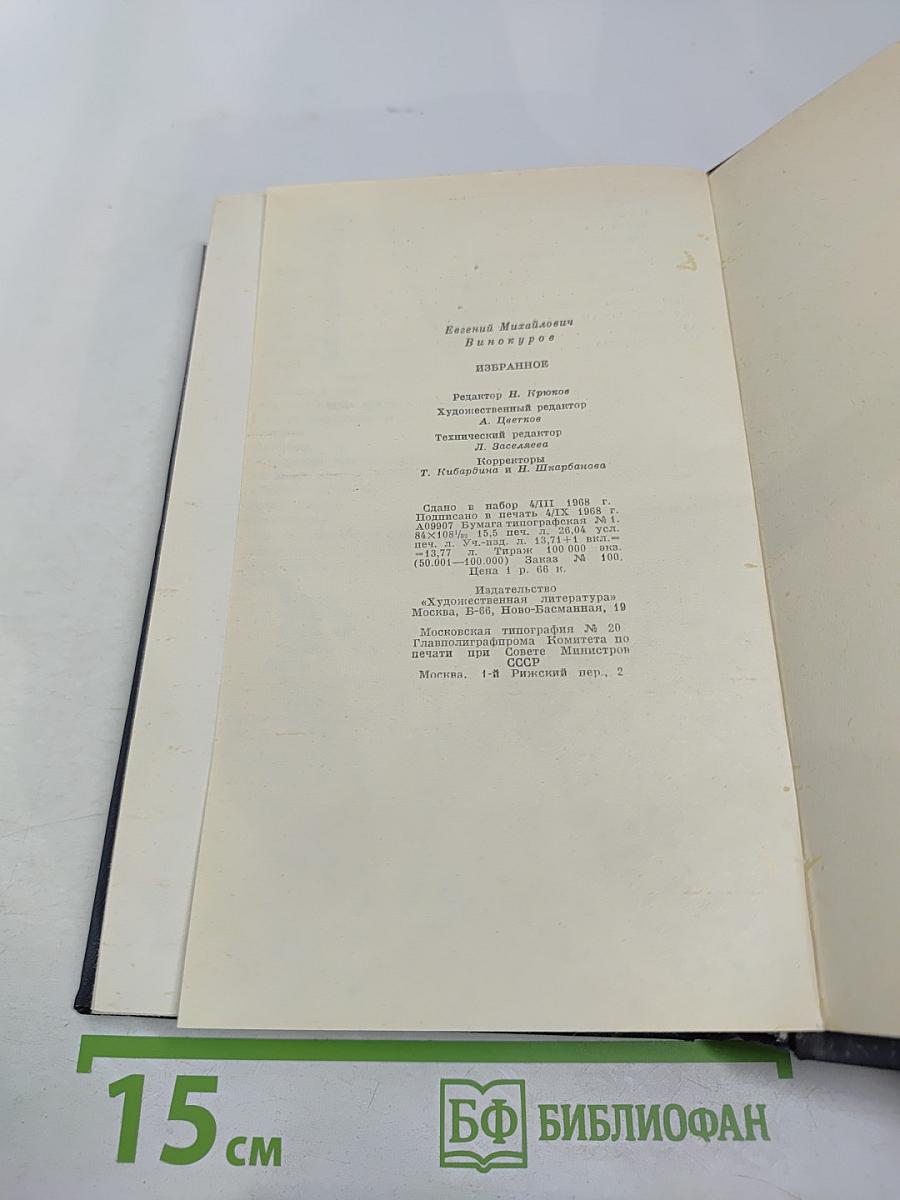 Евгений Михайлович
Винокуров
ИЗБРАННОЕ
Редактор Н. Крюков
Художественный редактор
А. Цветков
Технический редактор
Л. Заселяева
Корректоры
Т. Кибардина и Н. Шкарбанова
Сдано в набор 4/III 1968 г.
Подписано в печать 4/IX 1968 г.
А09907 Бумага типографская № 1.
84×108¹/₃₂ 15,5 печ. л. 26,04 усл.
печ. л. Уч.-изд. л. 13,71+1 вкл.=
=13,77 л. Тираж 100 000 экз.
(50.001—100.000) Заказ № 100.
Цена 1 р. 66 к.
Издательство
«Художественная литература»
Москва, Б-66, Ново-Басманная, 19
Московская типография № 20
Главполиграфпрома Комитета по
печати при Совете Министров
СССР
Москва, 1-й Рижский пер., 2
15 см
БФ БИБЛИОФАН